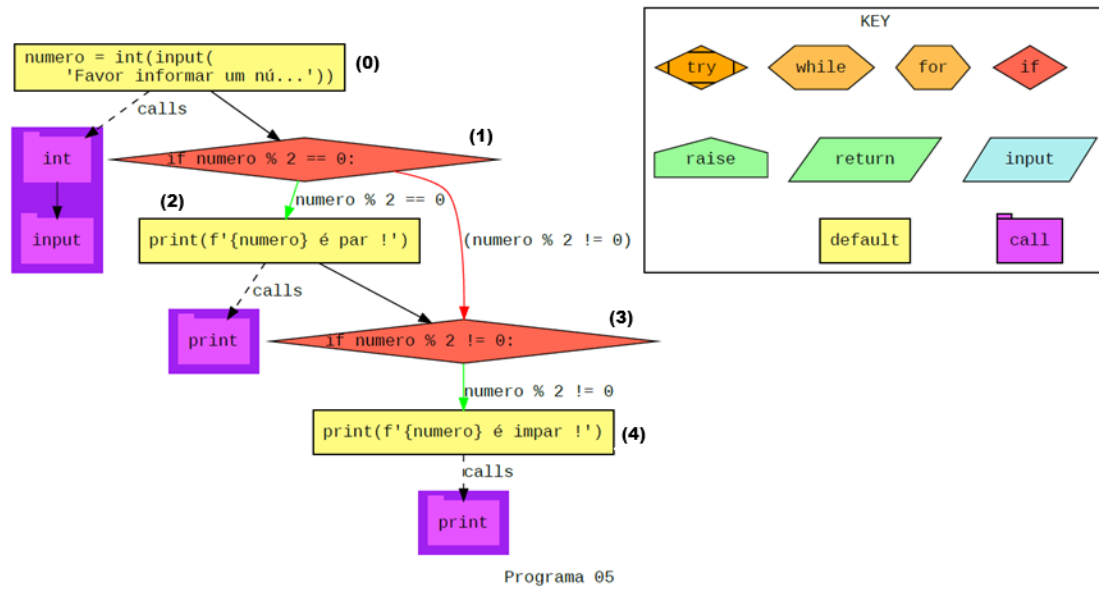 numero = int(input(
'Favor informar um nú...'))
(0)
calls
int
input
(1)
if numero % 2 == 0:
(2)
numero % 2 == 0
print(f'{numero} é par !')
(numero % 2 != 0)
calls
print
(3)
if numero % 2 != 0:
numero % 2 != 0
print(f'{numero} é impar !')
(4)
calls
print
Programa 05
KEY
try
while
for
if
raise
return
input
default
call